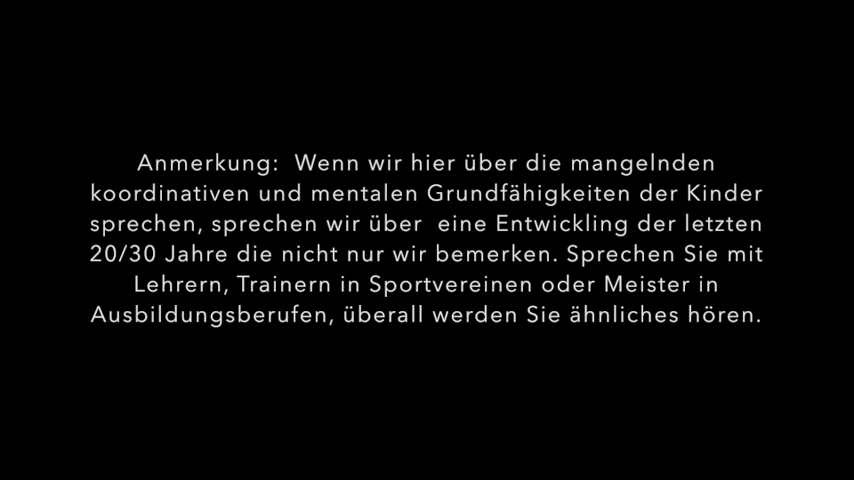 Anmerkung:  Wenn wir hier über die mangelnden
koordinativen und mentalen Grundfähigkeiten der Kinder
sprechen, sprechen wir über  eine Entwickling der letzten
20/30 Jahre die nicht nur wir bemerken. Sprechen Sie mit
Lehrern, Trainern in Sportvereinen oder Meister in
Ausbildungsberufen, überall werden Sie ähnliches hören.